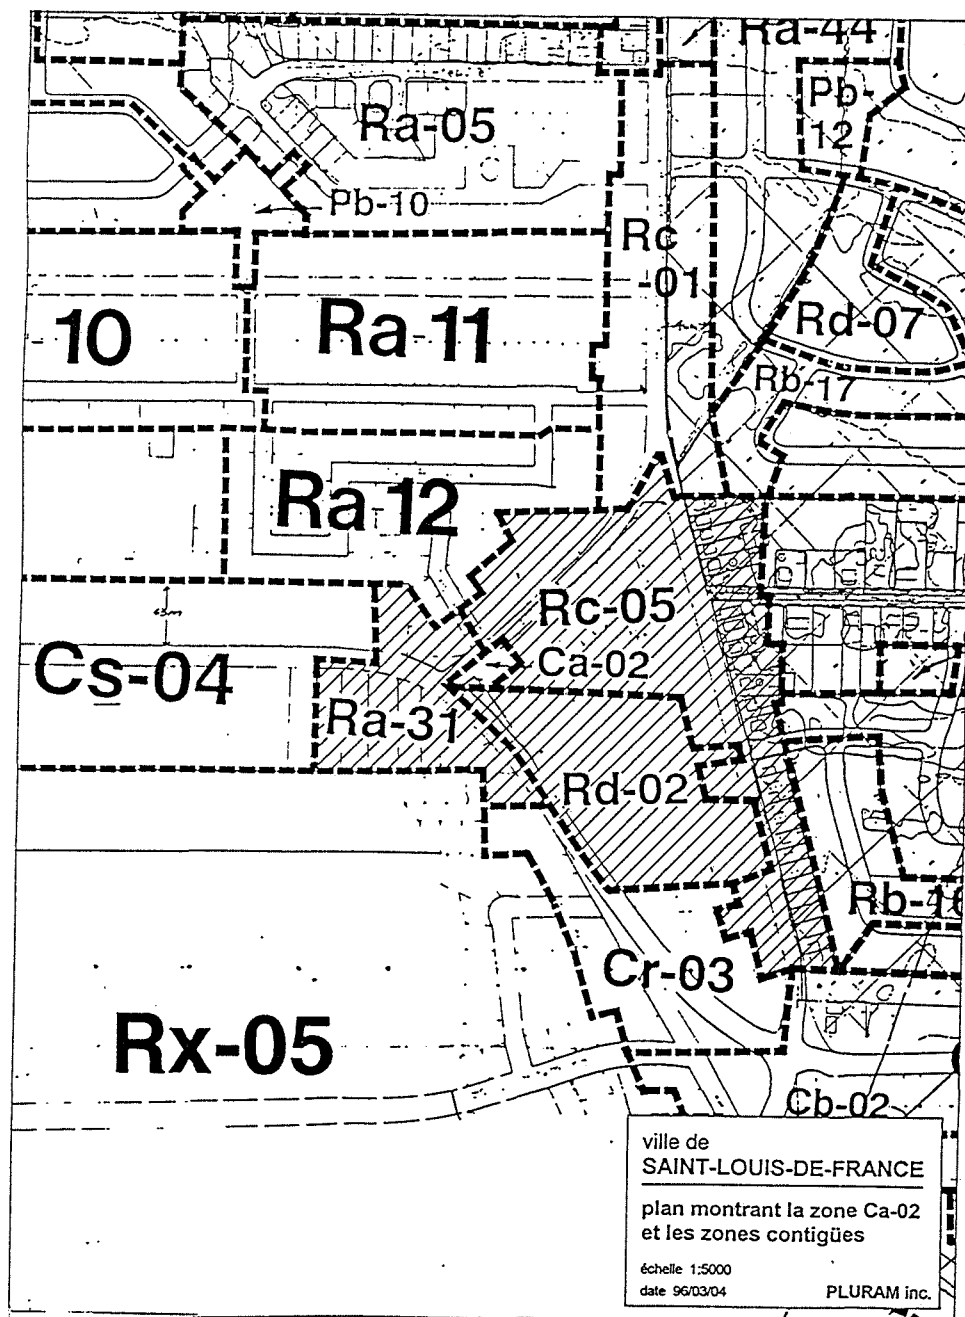 Ra-44
Pb-
12
Ra-05
Pb-10
Rc
-01
10
Ra-11
Rd-07
Rb-17
Ra 12
Rc-05
45m
Cs-04
Ca-02
Ra-31
Rd-02
Rb-16
Cr-03
Rx-05
Cb-02
ville de
SAINT-LOUIS-DE-FRANCE
plan montrant la zone Ca-02
et les zones contigües
échelle 1:5000
date 96/03/04 PLURAM inc.